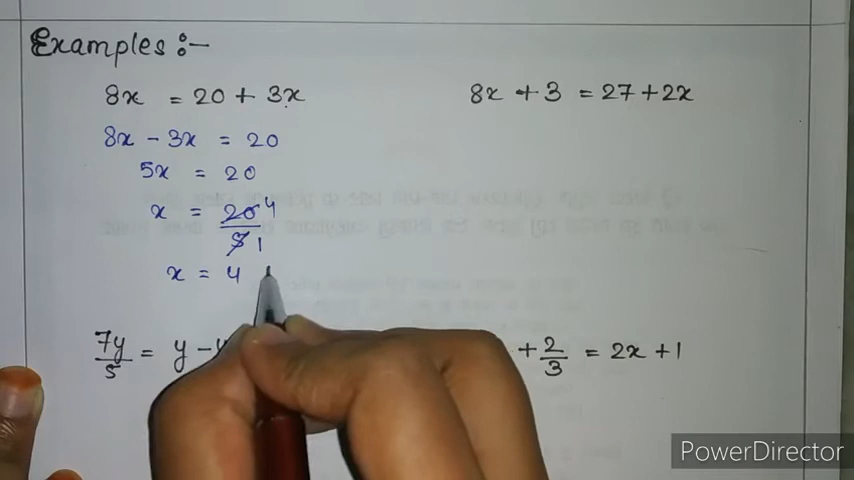 Examples :-
8x = 20 + 3x
8x - 3x = 20
5x = 20
x = 20/5 4 1
x = 4
8x + 3 = 27 + 2x
7y/5 = y -
+ 2/3 = 2x + 1
PowerDirector